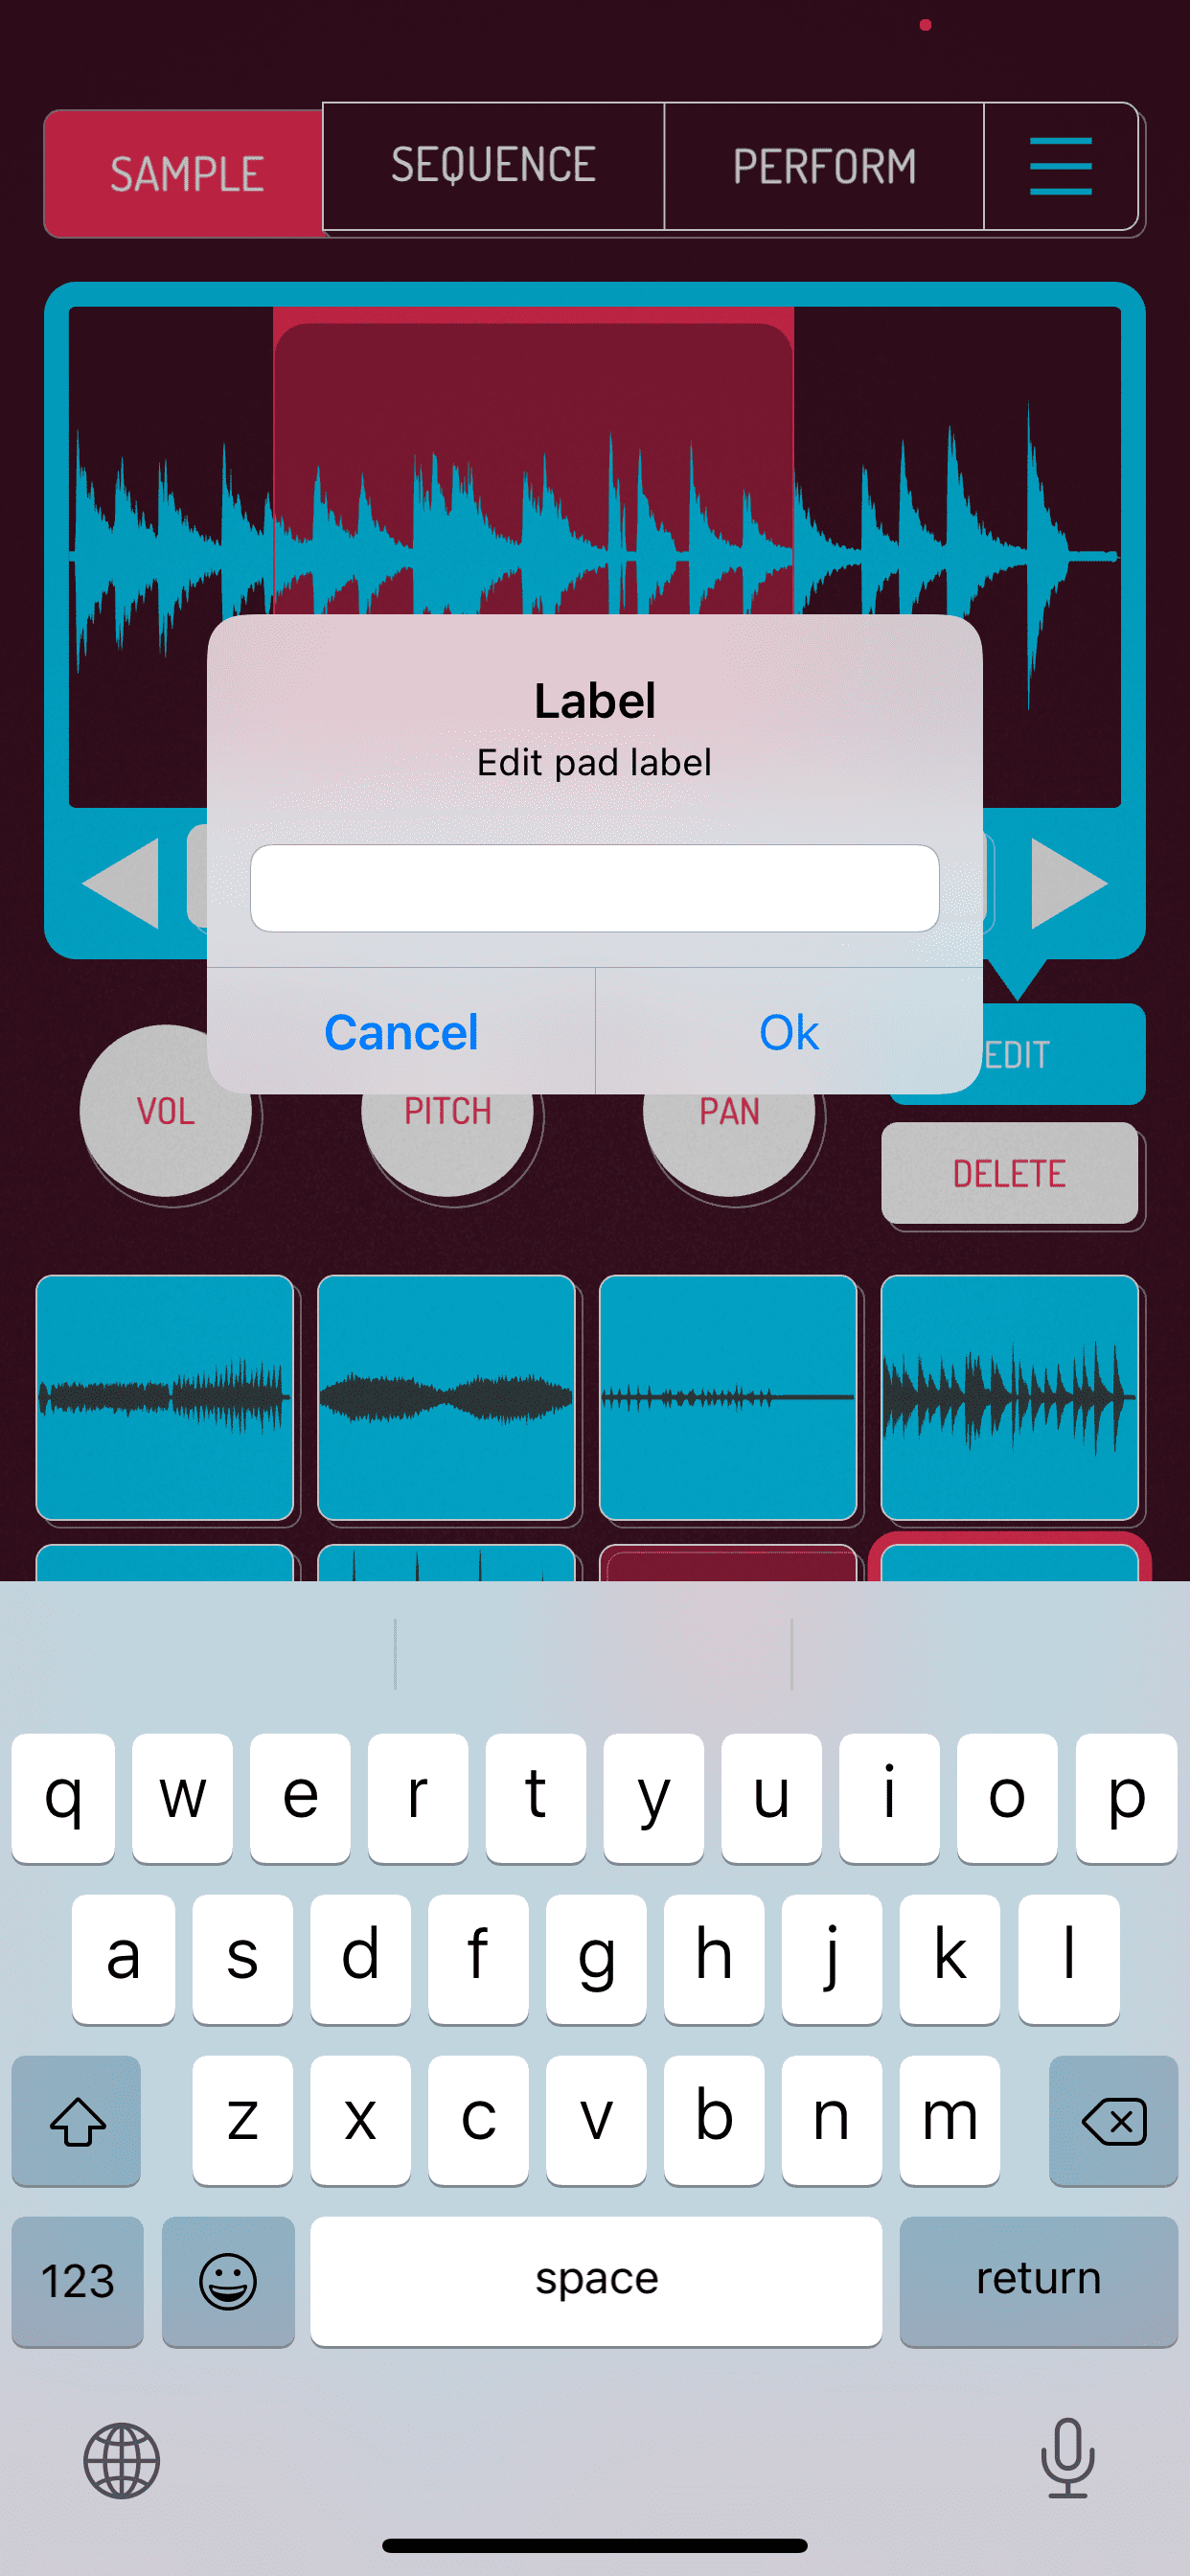 SAMPLE SEQUENCE PERFORM
Label
Edit pad label
Cancel Ok
EDIT
VOL PITCH PAN
DELETE
q w e r t y u i o p
a s d f g h j k l
z x c v b n m
123 space return